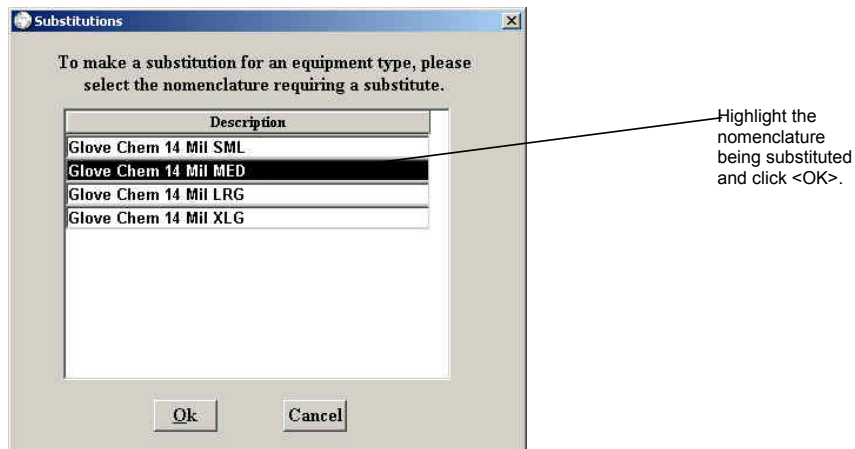 Substitutions
To make a substitution for an equipment type, please
select the nomenclature requiring a substitute.
Description
Glove Chem 14 Mil SML
Glove Chem 14 Mil MED
Glove Chem 14 Mil LRG
Glove Chem 14 Mil XLG
Ok
Cancel
Highlight the
nomenclature
being substituted
and click <OK>.